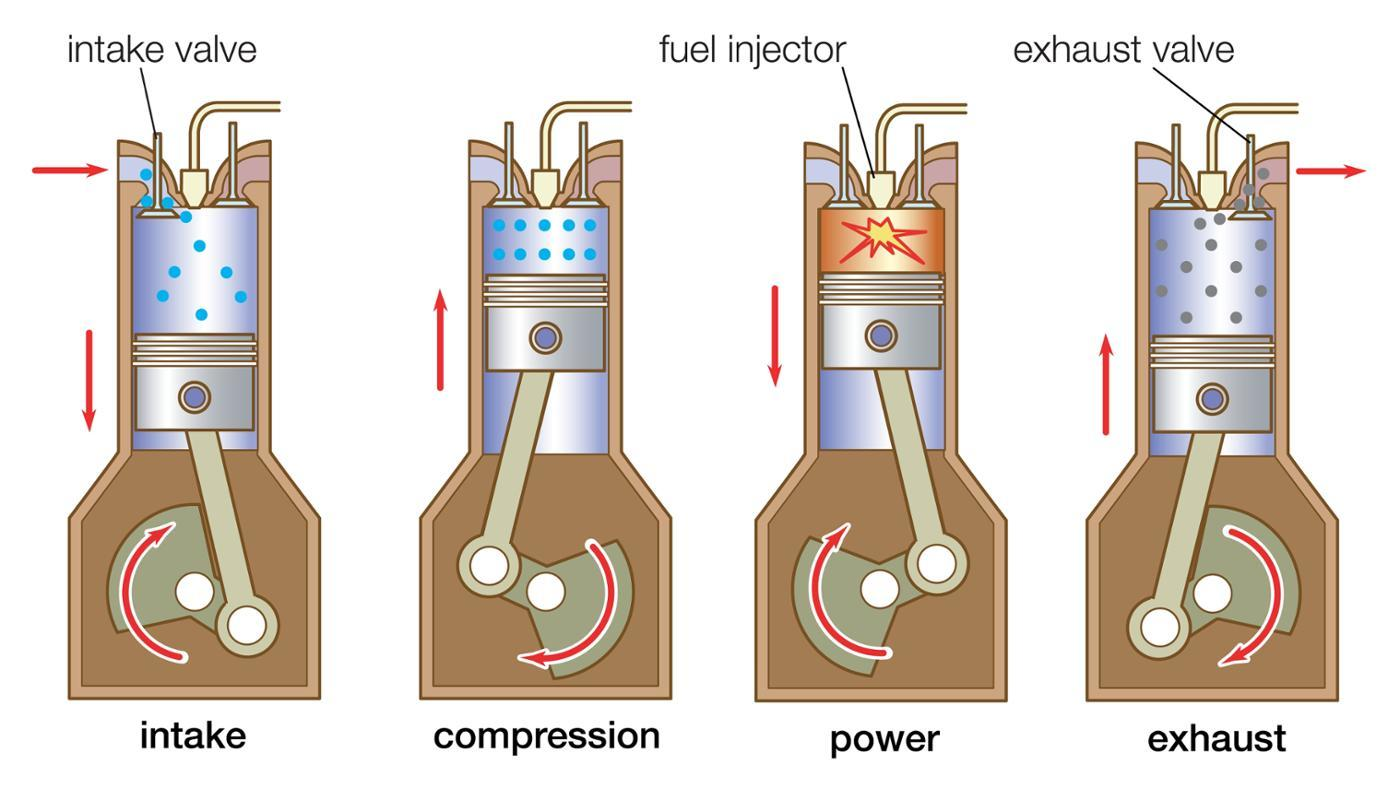 intake valve
fuel injector
exhaust valve
intake
compression
power
exhaust